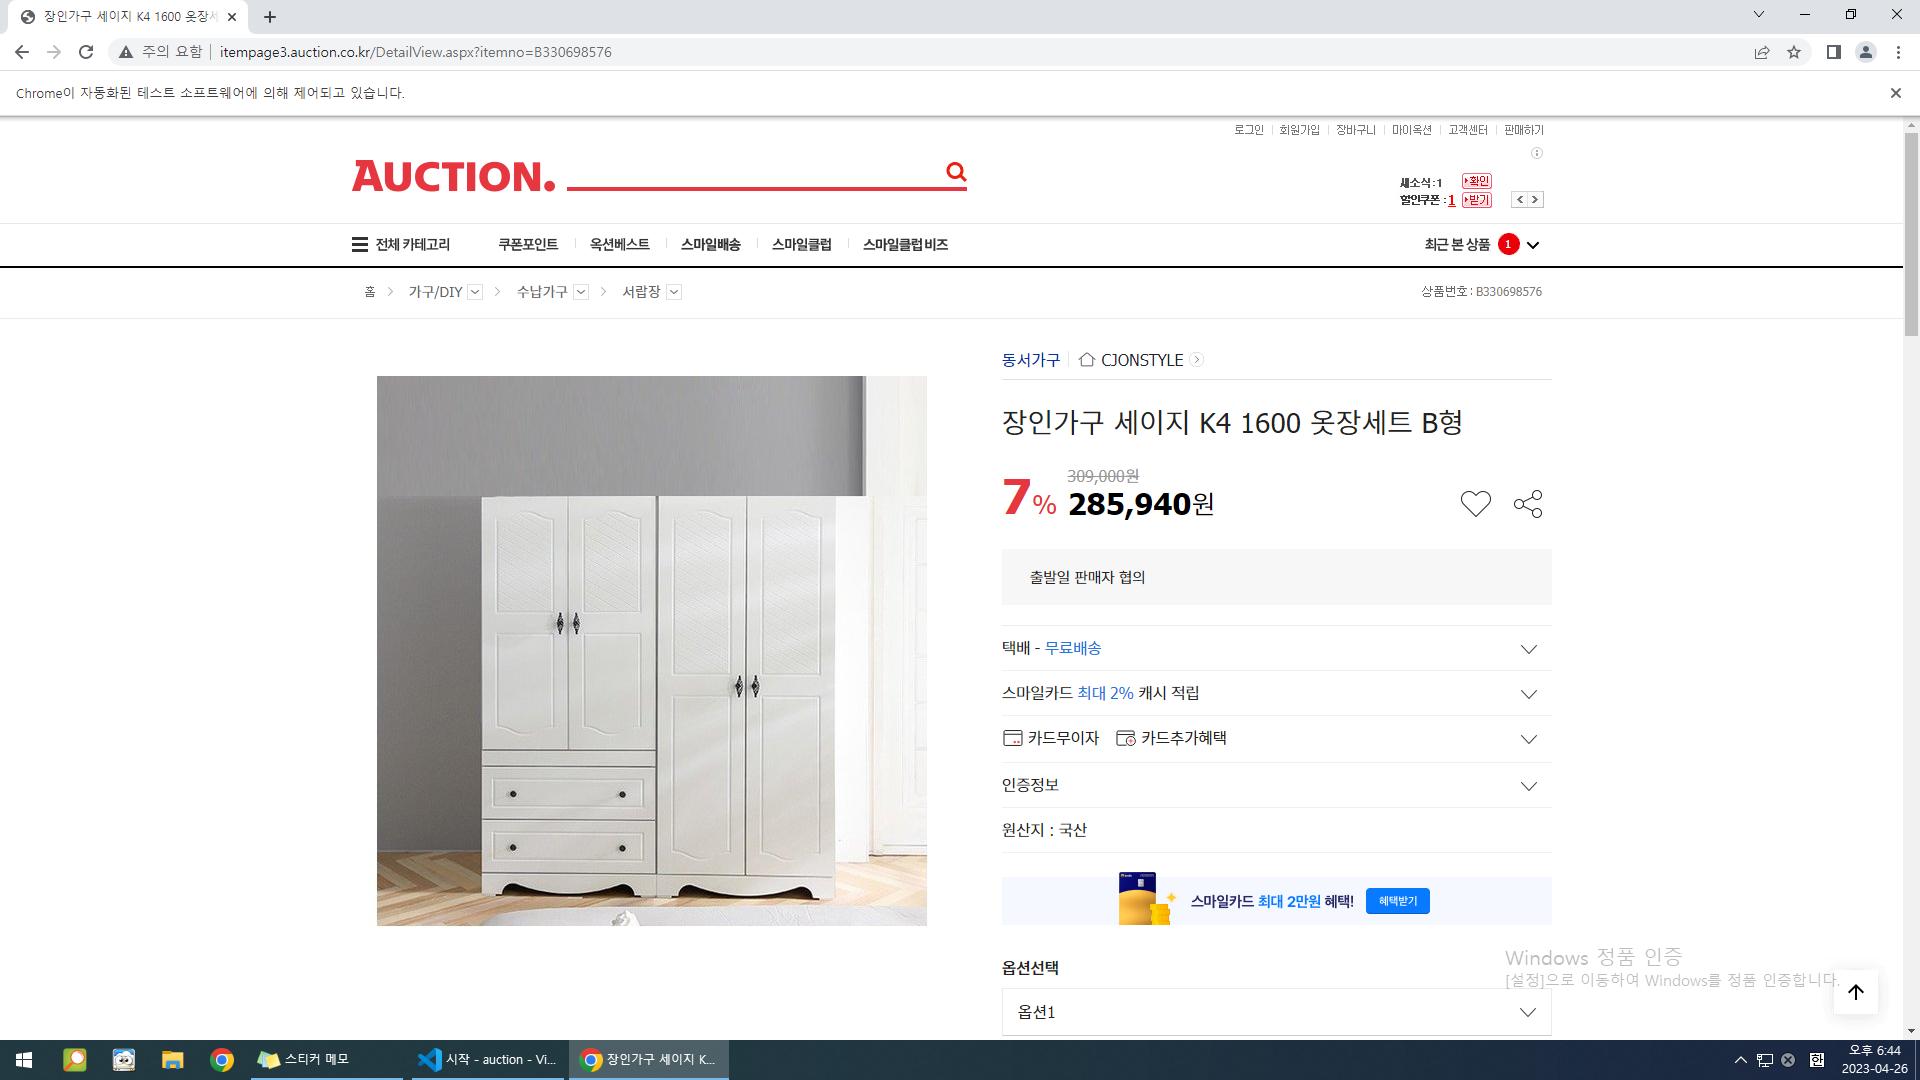 장인가구 세이지 K4 1600 옷장세
주의 요함
itempage3.auction.co.kr/DetailView.aspx?itemno=B330698576
Chrome이 자동화된 테스트 소프트웨어에 의해 제어되고 있습니다.
로그인 회원가입 장바구니 마이옥션 고객센터 판매하기
AUCTION.
새소식:1 확인
할인쿠폰:1 받기
전체 카테고리 쿠폰포인트 옥션베스트 스마일배송 스마일클럽 스마일클럽 비즈 최근 본 상품 1
홈 > 가구/DIY > 수납가구 > 서랍장 상품번호 : B330698576
동서가구 CJONSTYLE
장인가구 세이지 K4 1600 옷장세트 B형
309,000원
7% 285,940원
출발일 판매자 협의
택배 - 무료배송
스마일카드 최대 2% 캐시 적립
카드무이자 카드추가혜택
인증정보
원산지 : 국산
스마일카드 최대 2만원 혜택! 혜택받기
옵션선택
옵션1
Windows 정품 인증
[설정]으로 이동하여 Windows를 정품 인증합니다.
스티커 메모
시작 - auction - Vi...
장인가구 세이지 K...
한
오후 6:44
2023-04-26